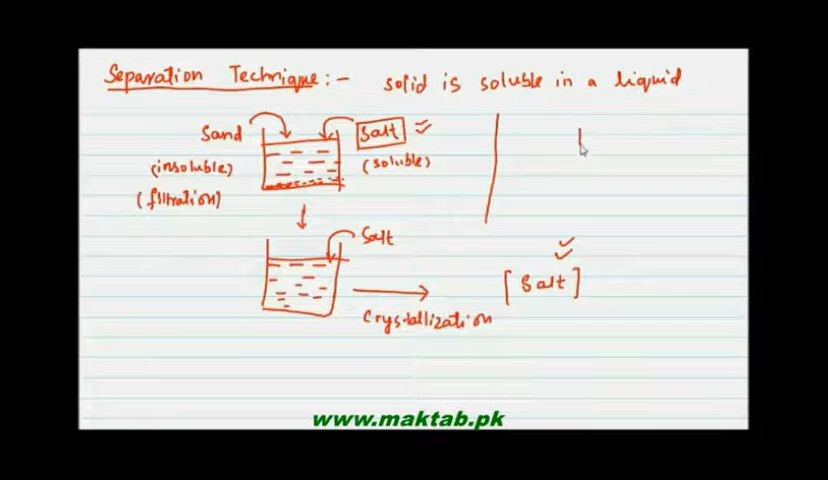 Separation Technique:- solid is soluble in a liquid
Sand
Salt
(insoluble)
(soluble)
(filtration)
Salt
[Salt]
Crystallization
www.maktab.pk